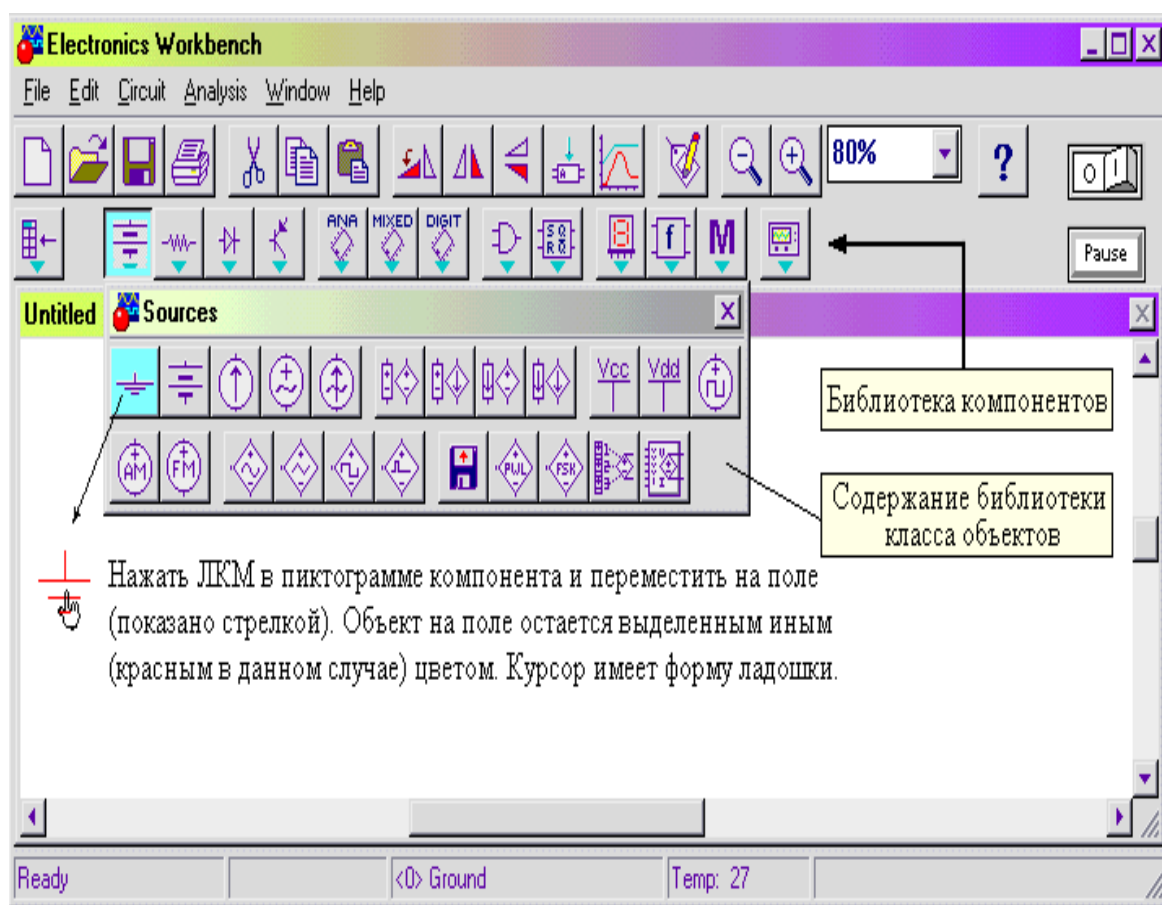 Electronics Workbench
File Edit Circuit Analysis Window Help
80% ?
O I
ANA MIXED DIGIT
S Q
R Q
f M
Pause
Untitled
Sources
Vcc Vdd
AM FM PWL FSK
Библиотека компонентов
Содержание библиотеки
класса объектов
Нажать ЛКМ в пиктограмме компонента и переместить на поле
(показано стрелкой). Объект на поле остается выделенным иным
(красным в данном случае) цветом. Курсор имеет форму ладошки.
Ready <0> Ground Temp: 27